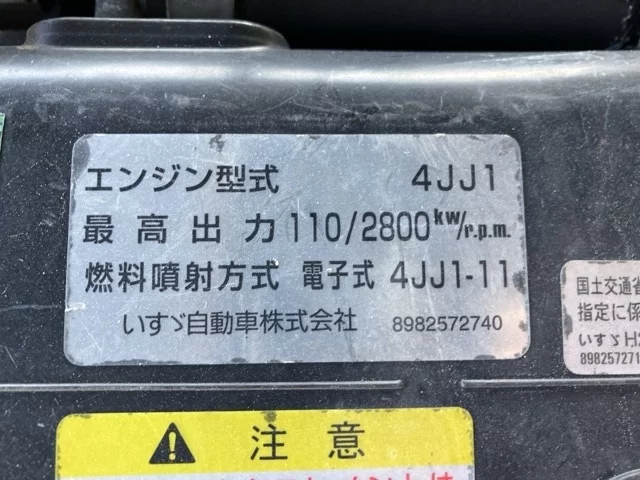 エンジン型式 4JJ1
最高出力 110/2800kw/r.p.m.
燃料噴射方式 電子式 4JJ1-11
いすゞ自動車株式会社 8982572740
国土交通省
指定に係
いすゞH
898257271
注意